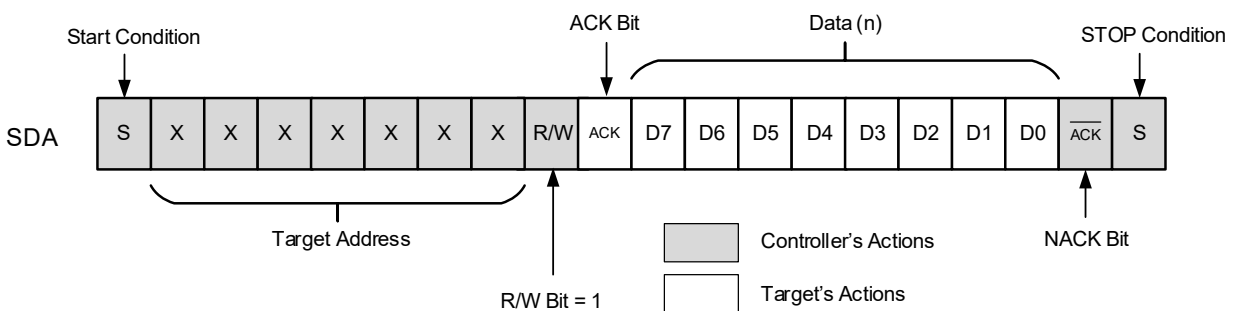 ACK Bit
Data (n)
Start Condition
STOP Condition
SDA
S X X X X X X X R/W ACK D7 D6 D5 D4 D3 D2 D1 D0 A̅C̅K̅ S
Target Address
Controller's Actions
NACK Bit
R/W Bit = 1
Target's Actions